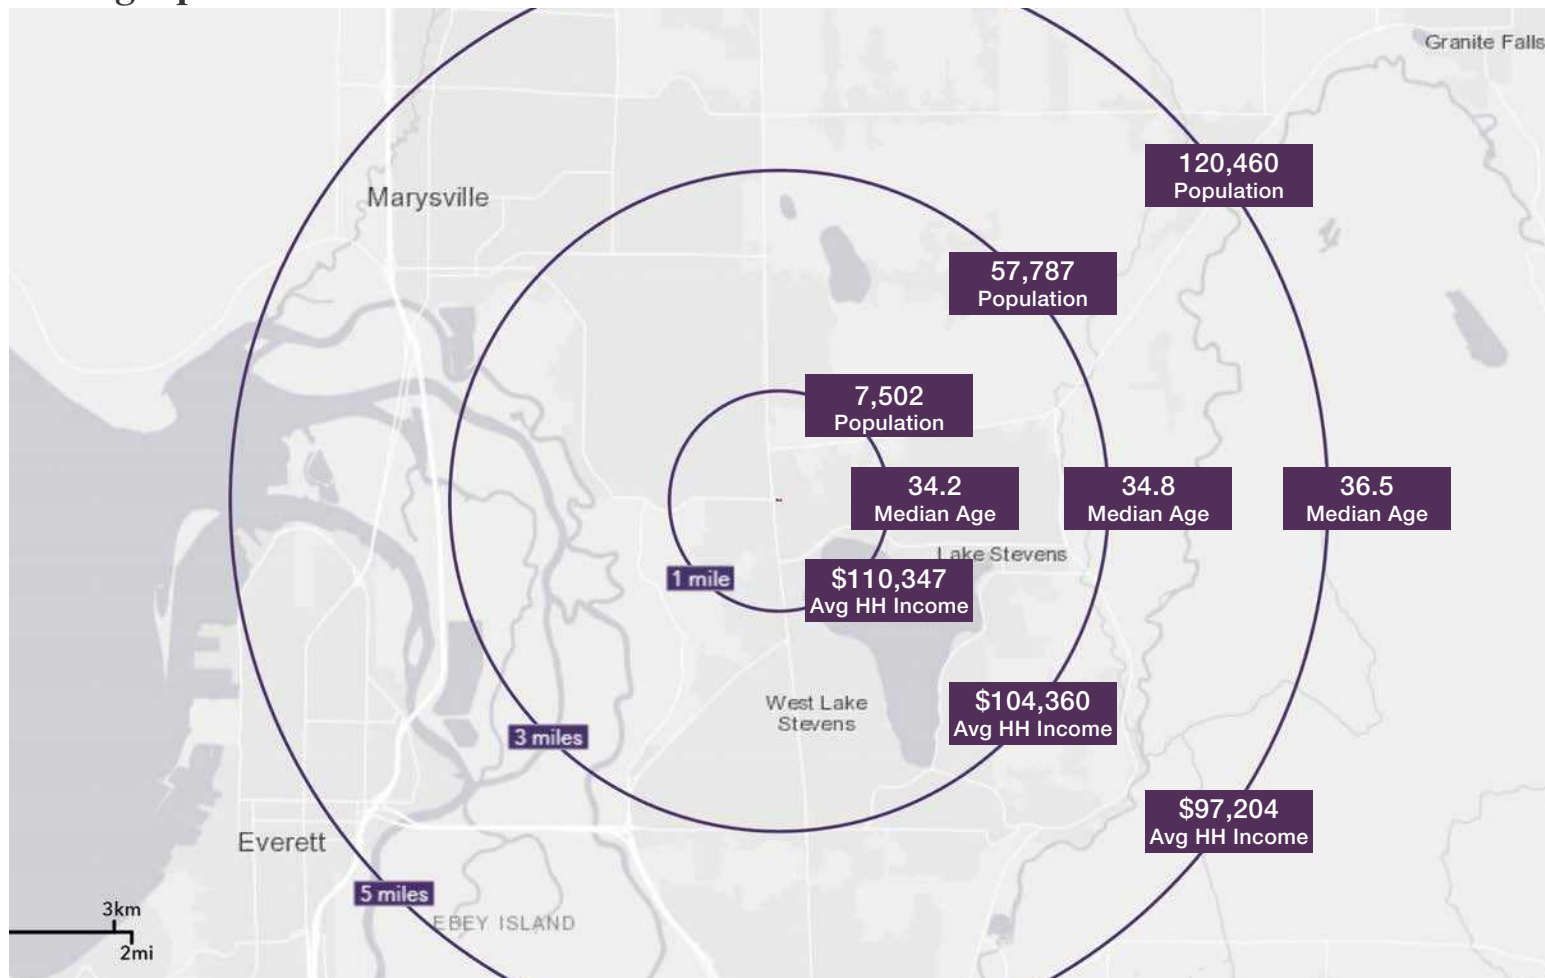 Granite Falls
120,460
Population
Marysville
57,787
Population
7,502
Population
34.2
Median Age
34.8
Median Age
36.5
Median Age
Lake Stevens
1 mile
$110,347
Avg HH Income
West Lake
Stevens
$104,360
Avg HH Income
3 miles
$97,204
Avg HH Income
Everett
5 miles
EBEY ISLAND
3km
2mi